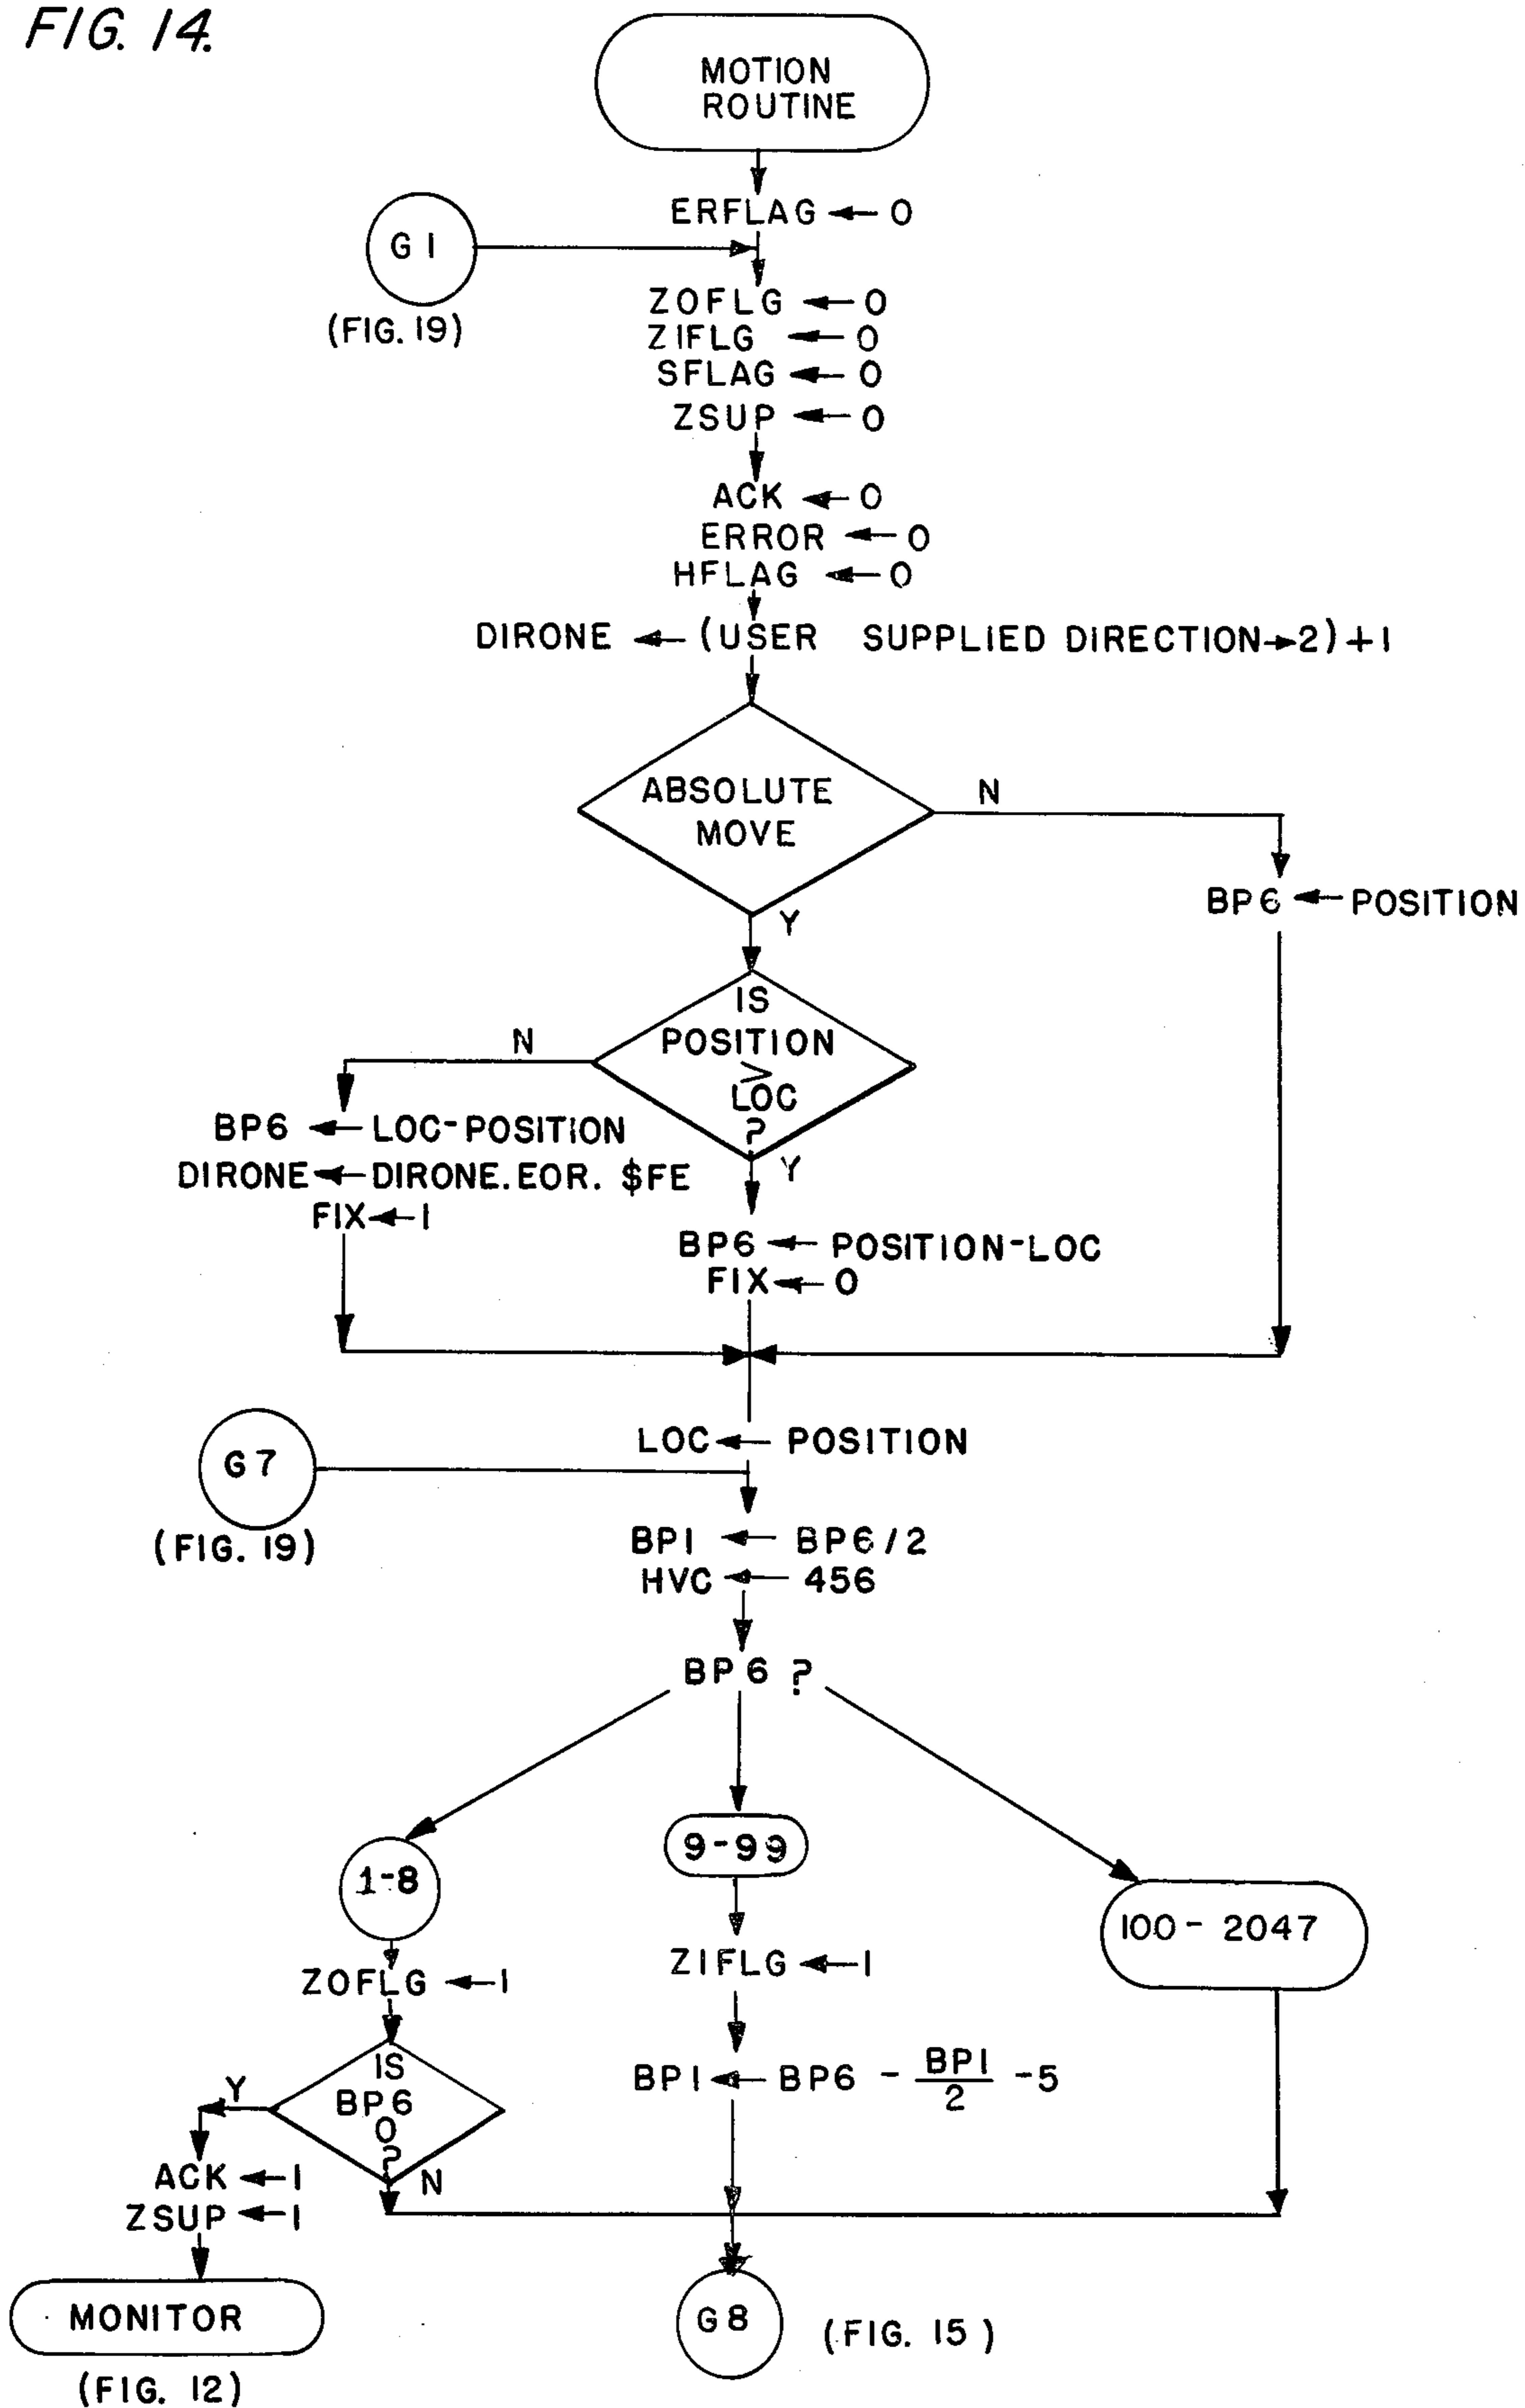 FIG. 14.
MOTION
ROUTINE
ERFLAG ← 0
G1
(FIG. 19)
ZOFLG ← 0
ZIFLG ← 0
SFLAG ← 0
ZSUP ← 0
ACK ← 0
ERROR ← 0
HFLAG ← 0
DIRONE ← (USER SUPPLIED DIRECTION→2)+1
ABSOLUTE
MOVE
N
Y
BP6 ← POSITION
IS
POSITION
≥
LOC
?
N
Y
BP6 ← LOC-POSITION
DIRONE ← DIRONE.EOR. $FE
FIX ← 1
BP6 ← POSITION-LOC
FIX ← 0
LOC ← POSITION
G7
(FIG. 19)
BP1 ← BP6/2
HVC ← 456
BP6 ?
1-8
9-99
100 - 2047
ZOFLG ← 1
ZIFLG ← 1
IS
BP6
0
?
Y
N
BP1 ← BP6 - BP1/2 - 5
ACK ← 1
ZSUP ← 1
MONITOR
(FIG. 12)
G8
(FIG. 15)